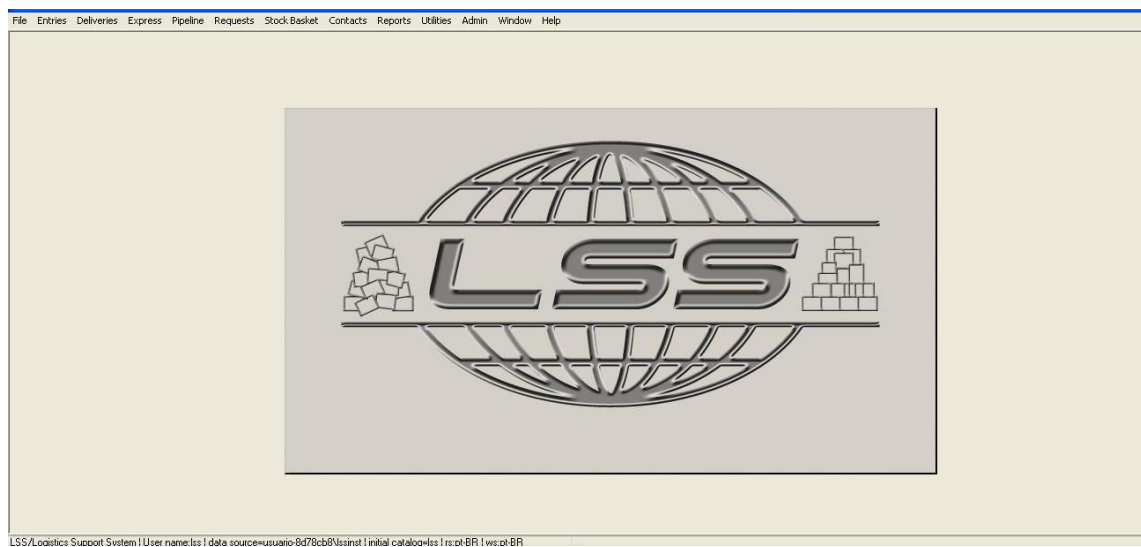 File Entries Deliveries Express Pipeline Requests Stock Basket Contacts Reports Utilities Admin Window Help
LSS
LSS/Logistics Support System | User name:lss | data source=usuario-8d78cb8\lssinst | initial catalog=lss | rs:pt-BR | ws:pt-BR